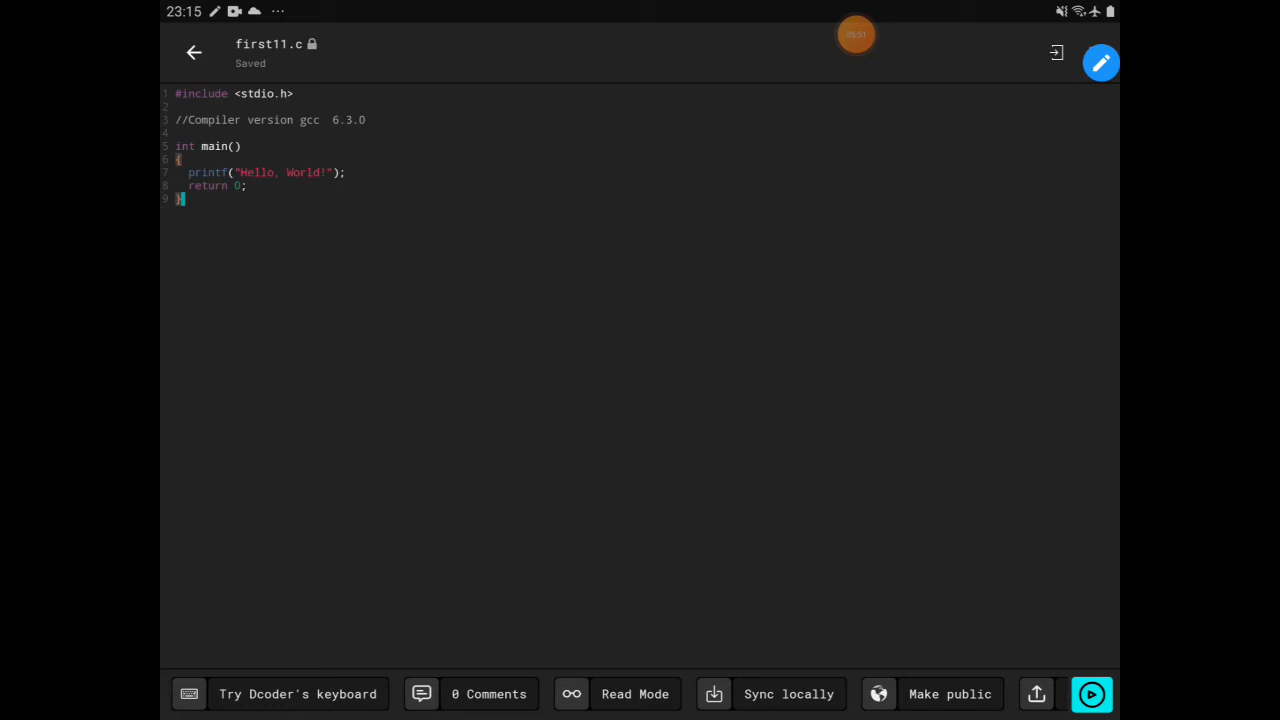 23:15
05:51
first11.c
Saved
1 #include <stdio.h>
2
3 //Compiler version gcc  6.3.0
4
5 int main()
6 {
7   printf("Hello, World!");
8   return 0;
9 }
Try Dcoder's keyboard
0 Comments
Read Mode
Sync locally
Make public